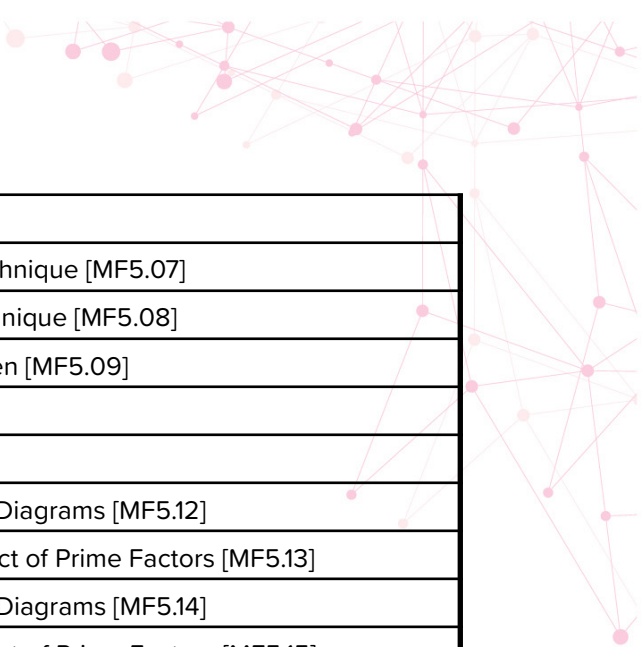 hnique [MF5.07]
nique [MF5.08]
en [MF5.09]
Diagrams [MF5.12]
ct of Prime Factors [MF5.13]
Diagrams [MF5.14]